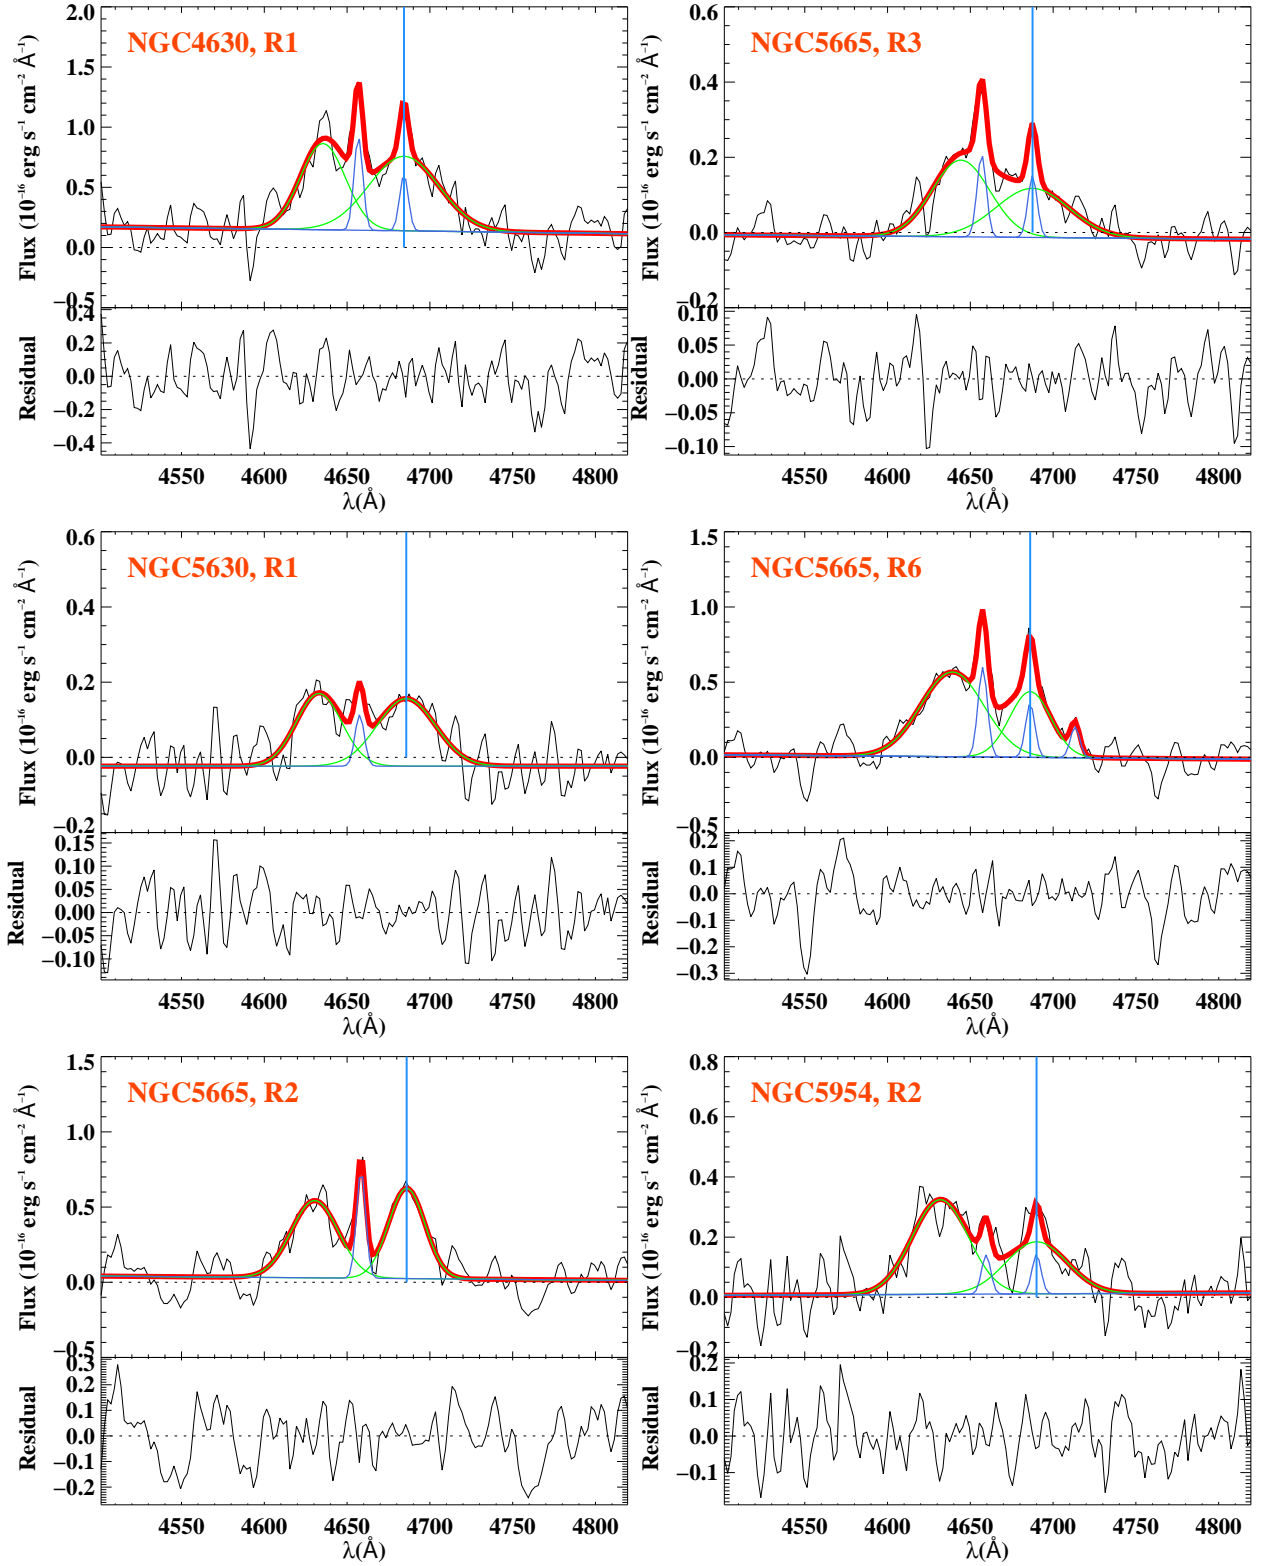 NGC4630, R1
Flux (10⁻¹⁶ erg s⁻¹ cm⁻² Å⁻¹)
2.0
1.5
1.0
0.5
0.0
−0.5
Residual
0.4
0.2
0.0
−0.2
−0.4
4550 4600 4650 4700 4750 4800
λ(Å)
NGC5665, R3
Flux (10⁻¹⁶ erg s⁻¹ cm⁻² Å⁻¹)
0.6
0.4
0.2
0.0
−0.2
Residual
0.10
0.05
0.00
−0.05
−0.10
4550 4600 4650 4700 4750 4800
λ(Å)
NGC5630, R1
Flux (10⁻¹⁶ erg s⁻¹ cm⁻² Å⁻¹)
0.6
0.4
0.2
0.0
−0.2
Residual
0.15
0.10
0.05
0.00
−0.05
−0.10
4550 4600 4650 4700 4750 4800
λ(Å)
NGC5665, R6
Flux (10⁻¹⁶ erg s⁻¹ cm⁻² Å⁻¹)
1.5
1.0
0.5
0.0
−0.5
Residual
0.2
0.1
0.0
−0.1
−0.2
−0.3
4550 4600 4650 4700 4750 4800
λ(Å)
NGC5665, R2
Flux (10⁻¹⁶ erg s⁻¹ cm⁻² Å⁻¹)
1.5
1.0
0.5
0.0
−0.5
Residual
0.3
0.2
0.1
0.0
−0.1
−0.2
4550 4600 4650 4700 4750 4800
λ(Å)
NGC5954, R2
Flux (10⁻¹⁶ erg s⁻¹ cm⁻² Å⁻¹)
0.8
0.6
0.4
0.2
0.0
−0.2
Residual
0.2
0.1
0.0
−0.1
4550 4600 4650 4700 4750 4800
λ(Å)